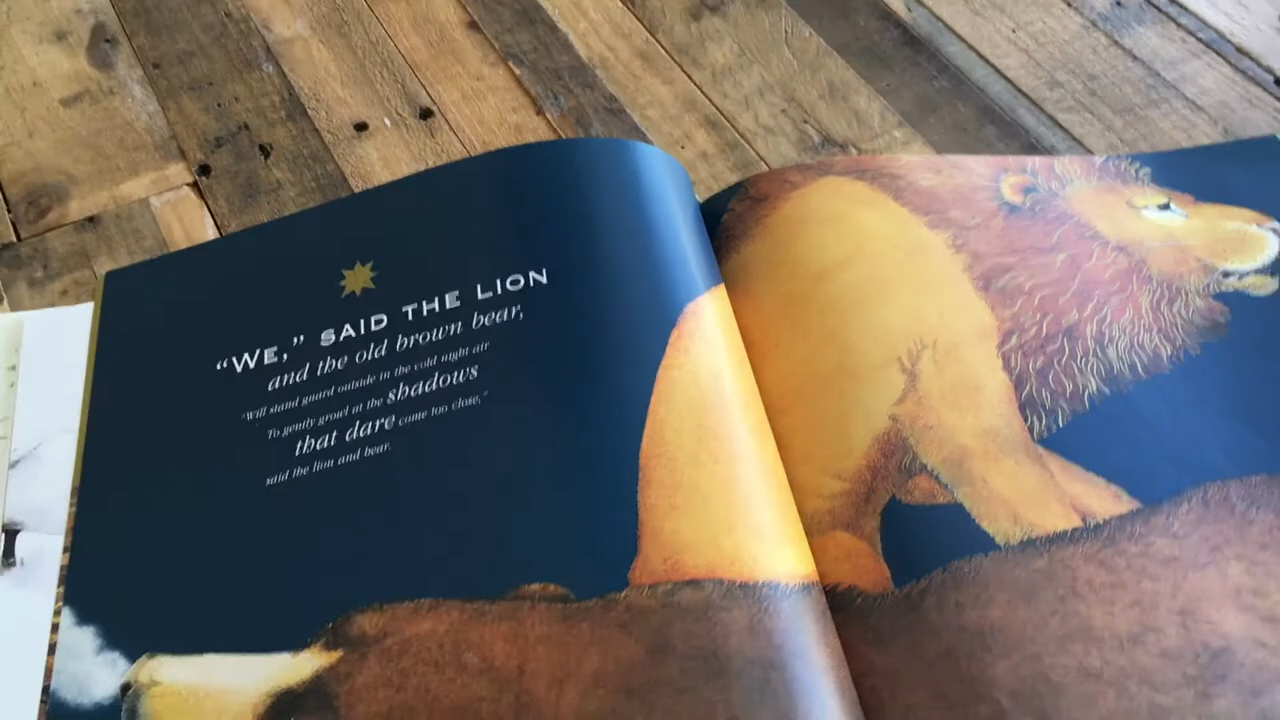 “WE,” SAID THE LION
and the old brown bear,
“Will stand guard outside in the cold night air
To gently growl at the shadows
that dare come too close,”
said the lion and bear.